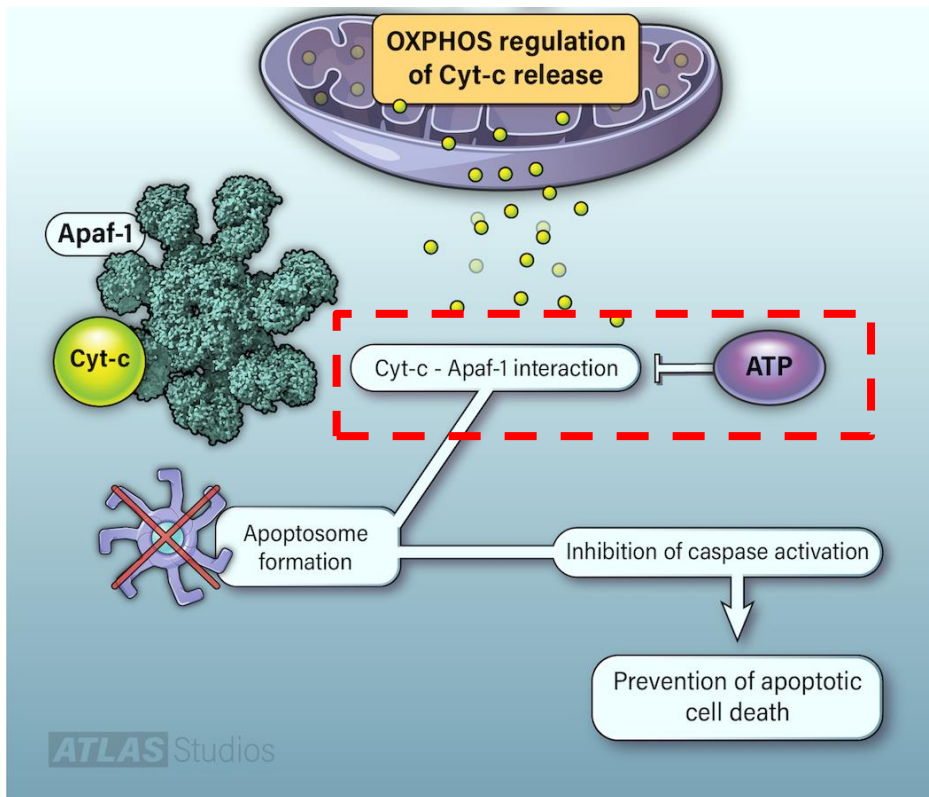 OXPHOS regulation
of Cyt-c release
Apaf-1
Cyt-c
Cyt-c - Apaf-1 interaction
ATP
Apoptosome
formation
Inhibition of caspase activation
Prevention of apoptotic
cell death
ATLAS Studios